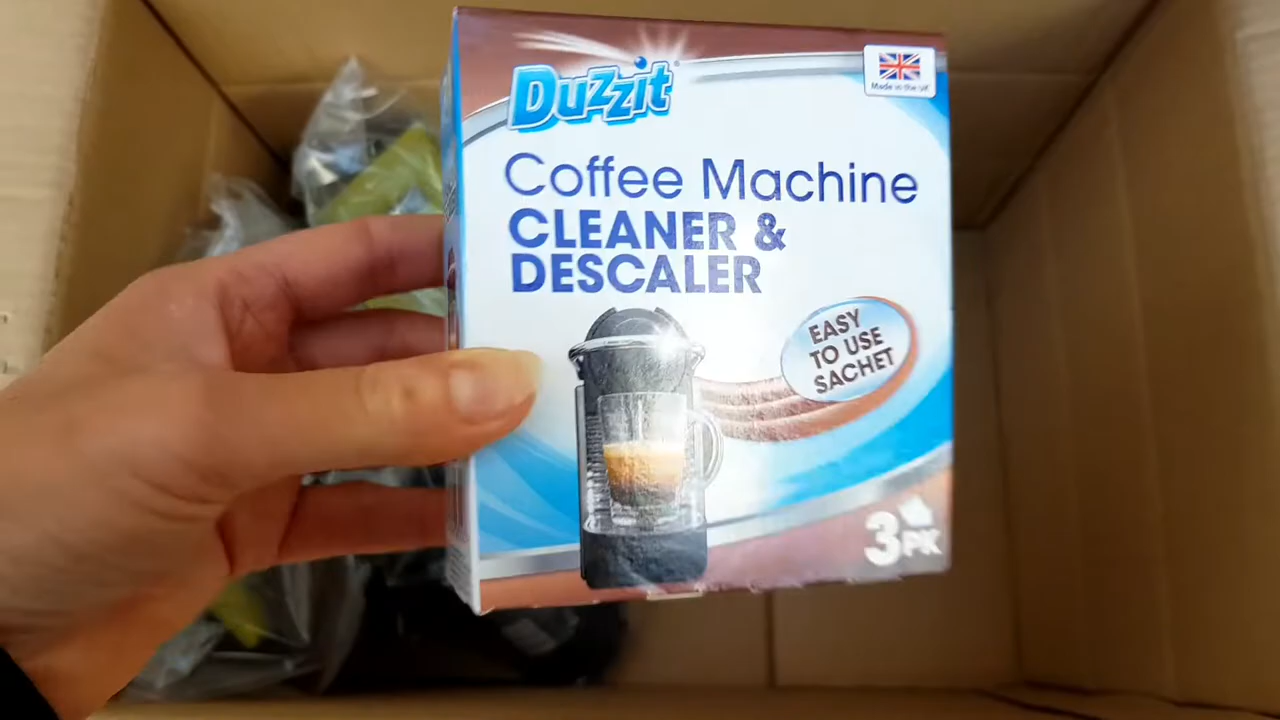 Duzzit
Made in the UK
Coffee Machine
CLEANER &
DESCALER
EASY
TO USE
SACHET
3PK